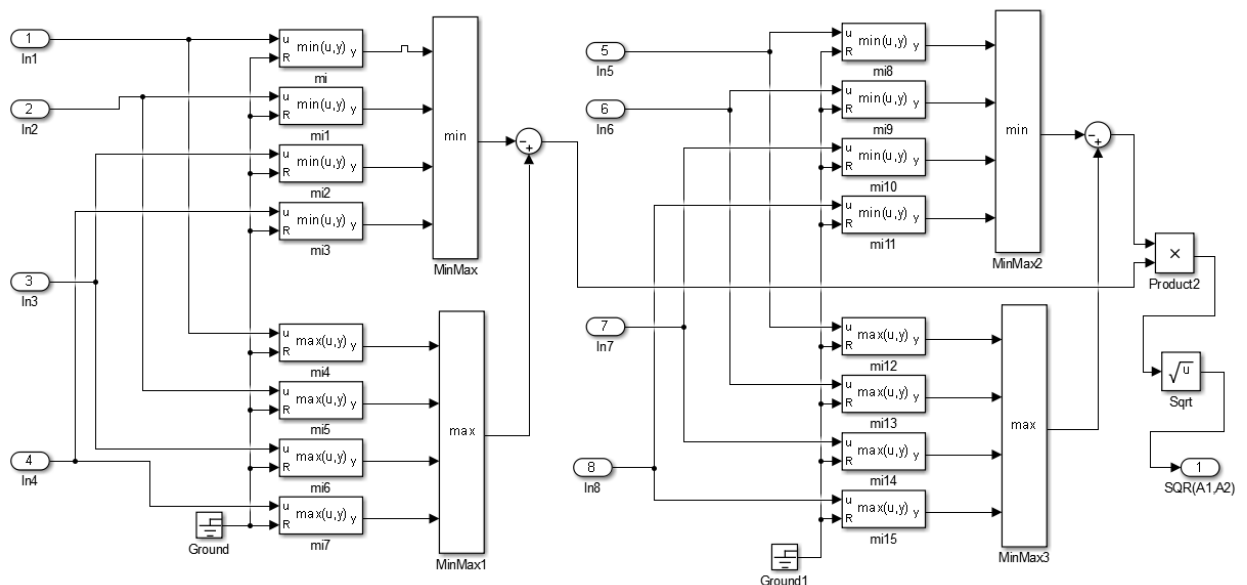 1
In1
u
R
min(u,y) y
mi
2
In2
u
R
min(u,y) y
mi1
u
R
min(u,y) y
mi2
u
R
min(u,y) y
mi3
min
MinMax
3
In3
u
R
max(u,y) y
mi4
u
R
max(u,y) y
mi5
4
In4
u
R
max(u,y) y
mi6
u
R
max(u,y) y
mi7
Ground
max
MinMax1
-
+
5
In5
u
R
min(u,y) y
mi8
6
In6
u
R
min(u,y) y
mi9
u
R
min(u,y) y
mi10
u
R
min(u,y) y
mi11
min
MinMax2
-
+
7
In7
u
R
max(u,y) y
mi12
u
R
max(u,y) y
mi13
8
In8
u
R
max(u,y) y
mi14
u
R
max(u,y) y
mi15
Ground1
max
MinMax3
×
Product2
√u
Sqrt
1
SQR(A1,A2)